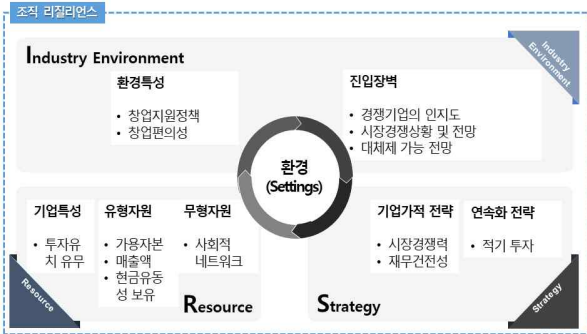 조직 리질리언스
Industry Environment
Industry
Environment
환경특성
• 창업지원정책
• 창업편의성
진입장벽
• 경쟁기업의 인지도
• 시장경쟁상황 및 전망
• 대체제 가능 전망
환경
(Settings)
기업특성
• 투자유
치 유무
유형자원
• 가용자본
• 매출액
• 현금유동
성 보유
무형자원
• 사회적
네트워크
Resource
Resource
기업가적 전략
• 시장경쟁력
• 재무건전성
연속화 전략
• 적기 투자
Strategy
Strategy